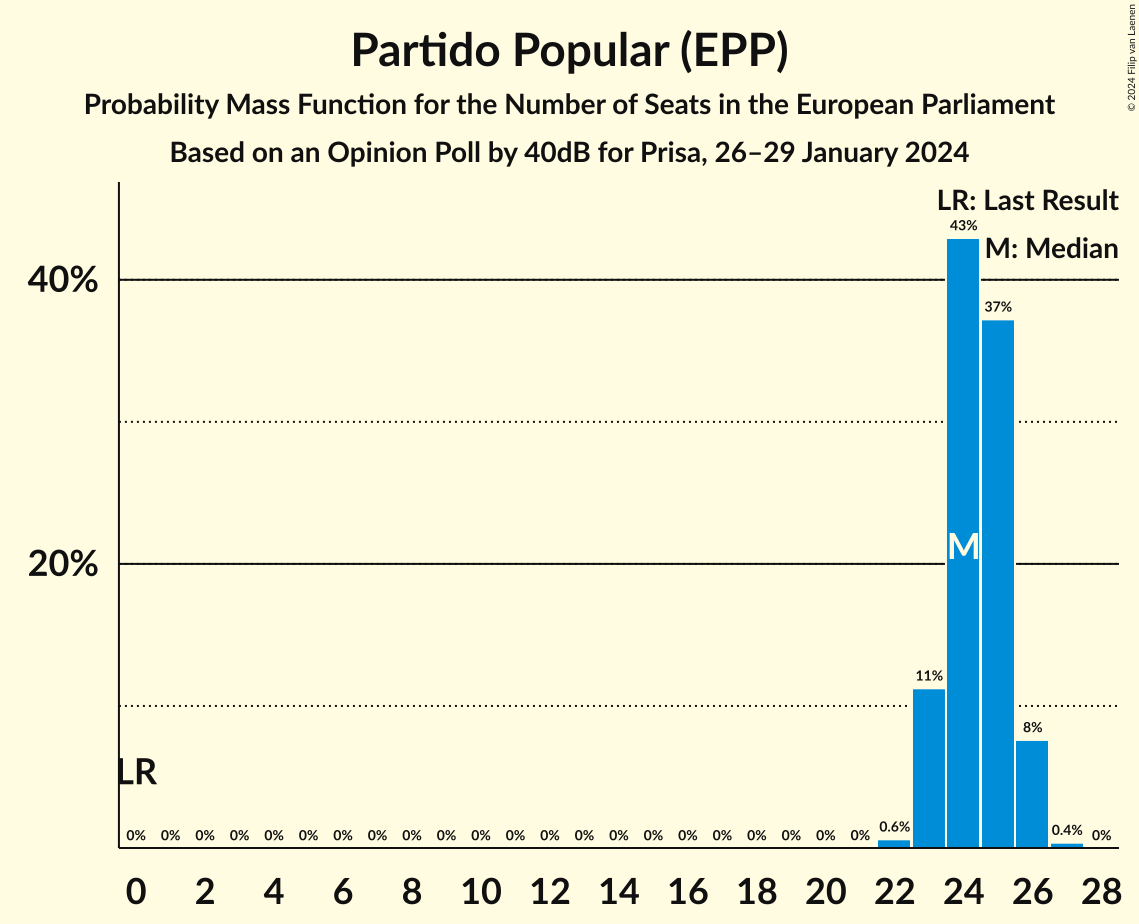 Partido Popular (EPP)
Probability Mass Function for the Number of Seats in the European Parliament
Based on an Opinion Poll by 40dB for Prisa, 26–29 January 2024
© 2024 Filip van Laenen
LR: Last Result
M: Median
40%
20%
43%
37%
M
11%
8%
LR
0% 0% 0% 0% 0% 0% 0% 0% 0% 0% 0% 0% 0% 0% 0% 0% 0% 0% 0% 0% 0% 0% 0.6% 0.4% 0%
0 2 4 6 8 10 12 14 16 18 20 22 24 26 28